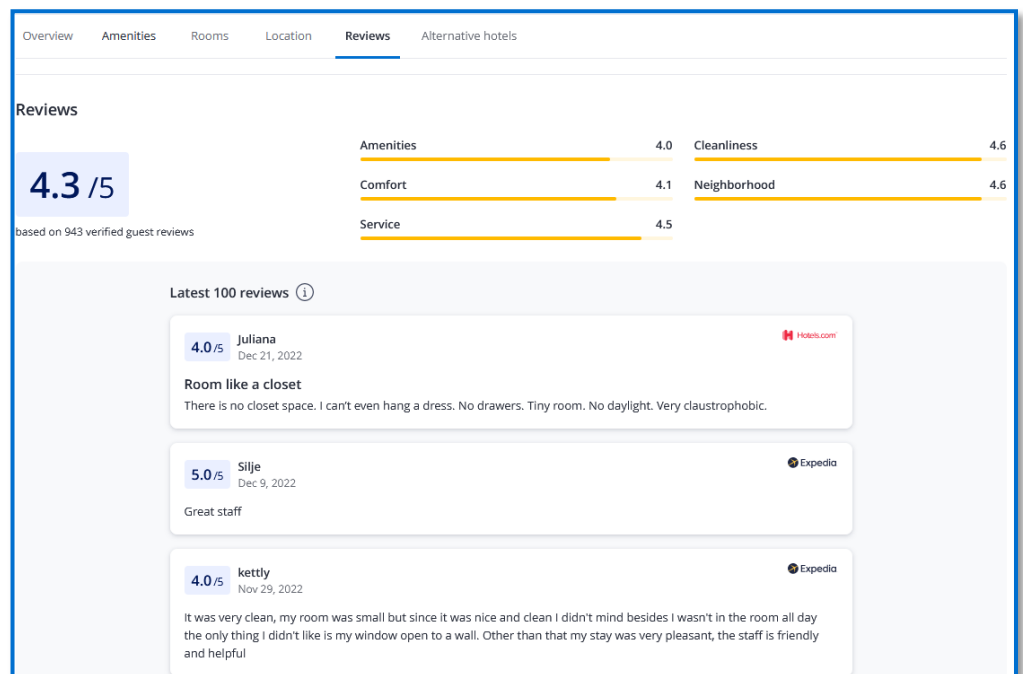 Overview Amenities Rooms Location Reviews Alternative hotels
Reviews
4.3 /5
based on 943 verified guest reviews
Amenities 4.0
Cleanliness 4.6
Comfort 4.1
Neighborhood 4.6
Service 4.5
Latest 100 reviews i
4.0/5 Juliana
Dec 21, 2022
Hotels.com
Room like a closet
There is no closet space. I can't even hang a dress. No drawers. Tiny room. No daylight. Very claustrophobic.
5.0/5 Silje
Dec 9, 2022
Expedia
Great staff
4.0/5 kettly
Nov 29, 2022
Expedia
It was very clean, my room was small but since it was nice and clean I didn't mind besides I wasn't in the room all day
the only thing I didn't like is my window open to a wall. Other than that my stay was very pleasant, the staff is friendly
and helpful